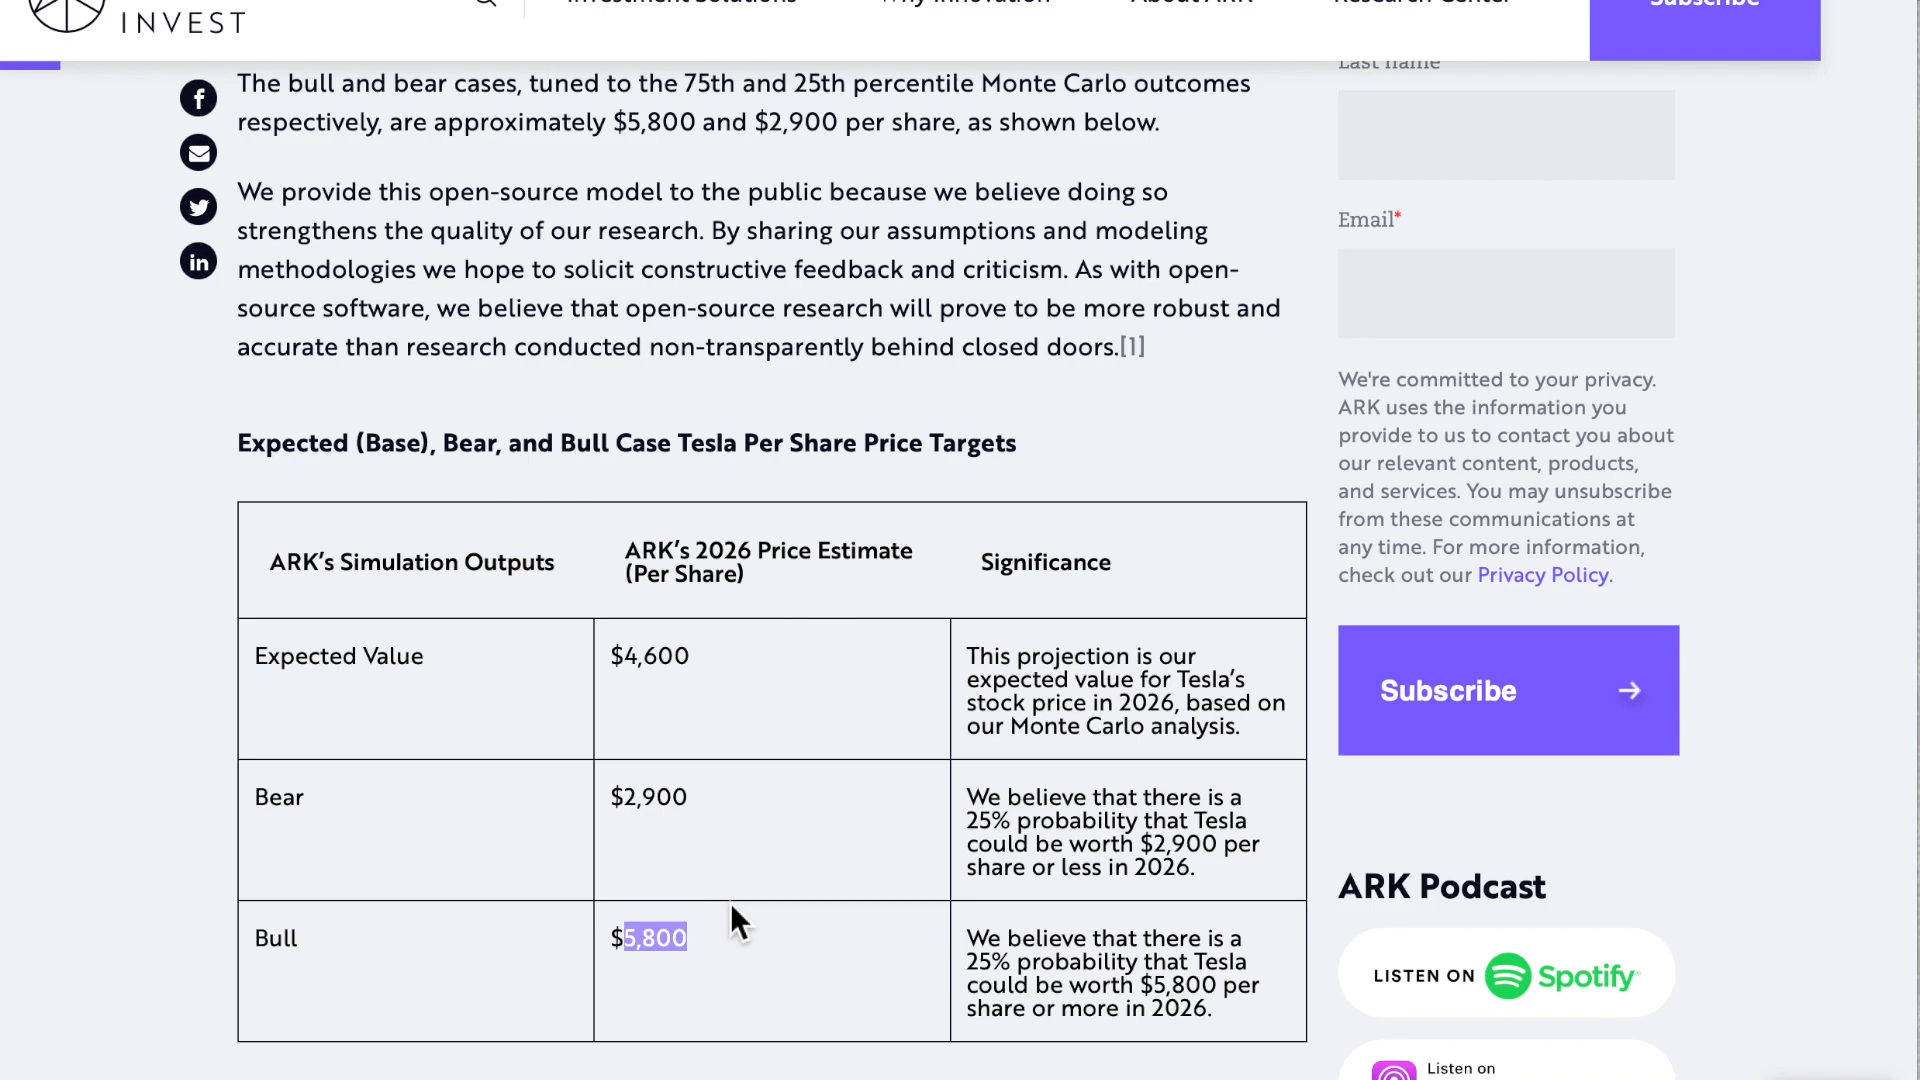 INVEST
Investment Solutions
Why Innovation
About ARK
Research Center
Subscribe
The bull and bear cases, tuned to the 75th and 25th percentile Monte Carlo outcomes
respectively, are approximately $5,800 and $2,900 per share, as shown below.
We provide this open-source model to the public because we believe doing so
strengthens the quality of our research. By sharing our assumptions and modeling
methodologies we hope to solicit constructive feedback and criticism. As with open-
source software, we believe that open-source research will prove to be more robust and
accurate than research conducted non-transparently behind closed doors.[1]
Expected (Base), Bear, and Bull Case Tesla Per Share Price Targets
ARK’s Simulation Outputs
ARK’s 2026 Price Estimate
(Per Share)
Significance
Expected Value
$4,600
This projection is our
expected value for Tesla’s
stock price in 2026, based on
our Monte Carlo analysis.
Bear
$2,900
We believe that there is a
25% probability that Tesla
could be worth $2,900 per
share or less in 2026.
Bull
$5,800
We believe that there is a
25% probability that Tesla
could be worth $5,800 per
share or more in 2026.
Last name
Email*
We're committed to your privacy.
ARK uses the information you
provide to us to contact you about
our relevant content, products,
and services. You may unsubscribe
from these communications at
any time. For more information,
check out our Privacy Policy.
Subscribe
ARK Podcast
LISTEN ON Spotify
Listen on